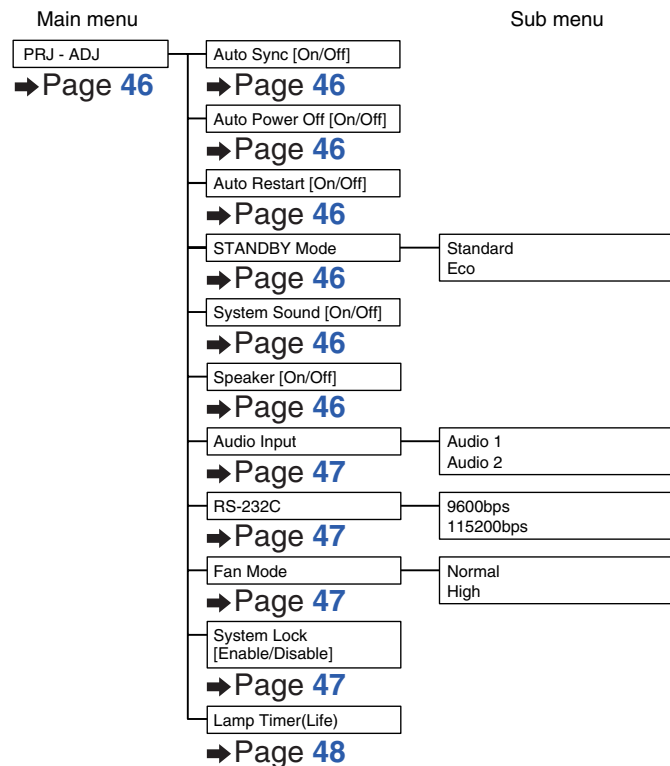 Main menu
Sub menu
PRJ - ADJ
➡Page 46
Auto Sync [On/Off]
➡Page 46
Auto Power Off [On/Off]
➡Page 46
Auto Restart [On/Off]
➡Page 46
STANDBY Mode
Standard
Eco
➡Page 46
System Sound [On/Off]
➡Page 46
Speaker [On/Off]
➡Page 46
Audio Input
Audio 1
Audio 2
➡Page 47
RS-232C
9600bps
115200bps
➡Page 47
Fan Mode
Normal
High
➡Page 47
System Lock
[Enable/Disable]
➡Page 47
Lamp Timer(Life)
➡Page 48